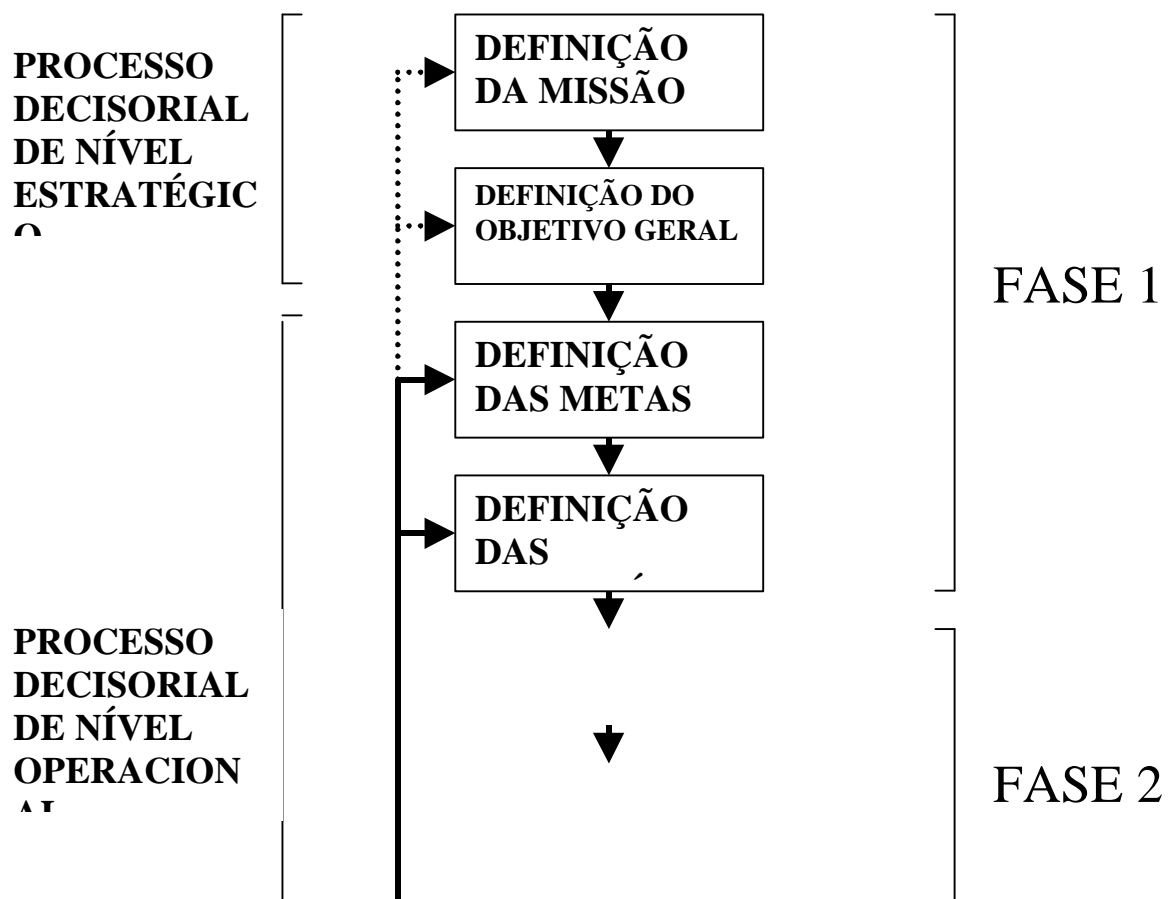 PROCESSO
DECISORIAL
DE NÍVEL
ESTRATÉGIC
O
DEFINIÇÃO
DA MISSÃO
DEFINIÇÃO DO
OBJETIVO GERAL
DEFINIÇÃO
DAS METAS
DEFINIÇÃO
DAS
FASE 1
PROCESSO
DECISORIAL
DE NÍVEL
OPERACION
AL
FASE 2